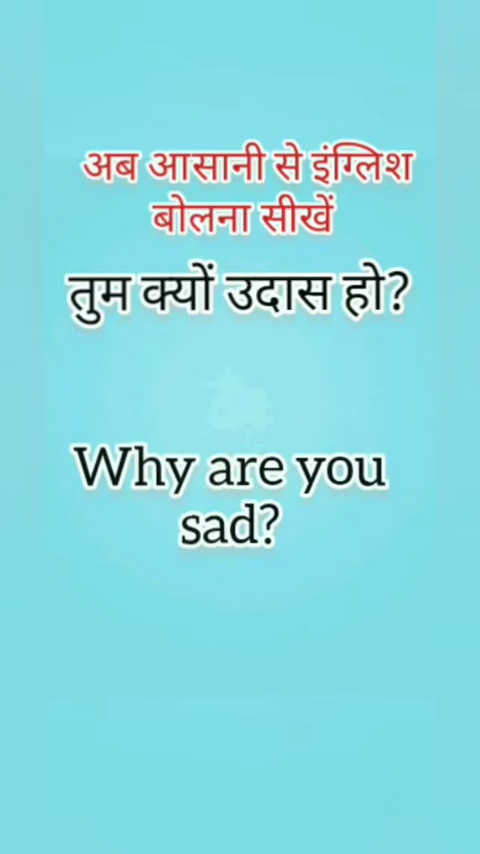 अब आसानी से इंग्लिश
बोलना सीखें
तुम क्यों उदास हो?
Why are you
sad?